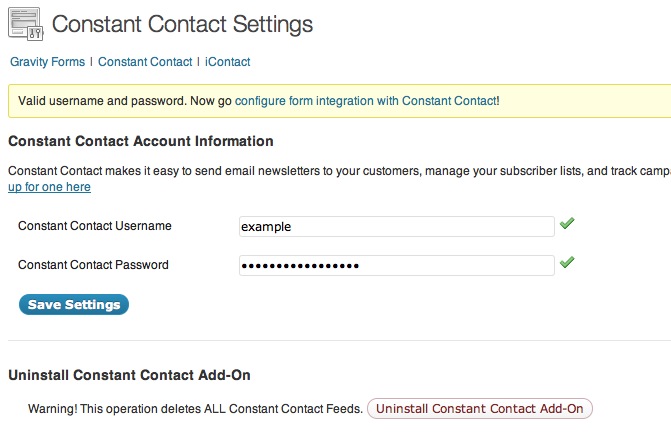 Constant Contact Settings
Gravity Forms | Constant Contact | iContact
Valid username and password. Now go configure form integration with Constant Contact!
Constant Contact Account Information
Constant Contact makes it easy to send email newsletters to your customers, manage your subscriber lists, and track campa
up for one here
Constant Contact Username example
Constant Contact Password •••••••••••••••••
Save Settings
Uninstall Constant Contact Add-On
Warning! This operation deletes ALL Constant Contact Feeds. Uninstall Constant Contact Add-On